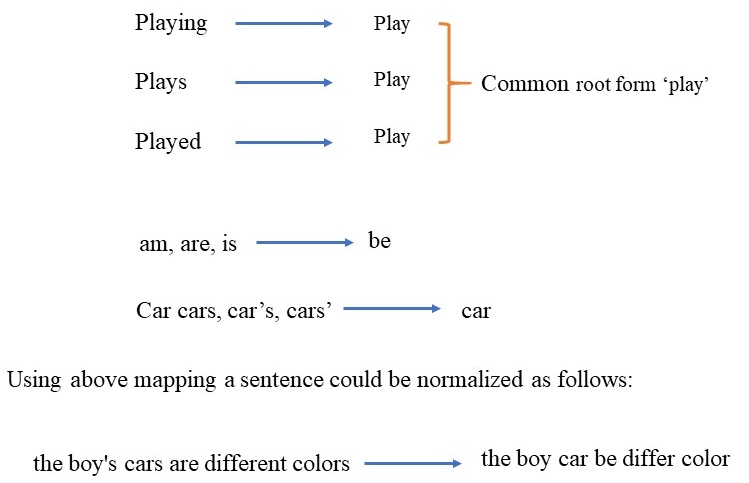 Playing Play
Plays Play Common root form ‘play’
Played Play
am, are, is be
Car cars, car’s, cars’ car
Using above mapping a sentence could be normalized as follows:
the boy's cars are different colors the boy car be differ color